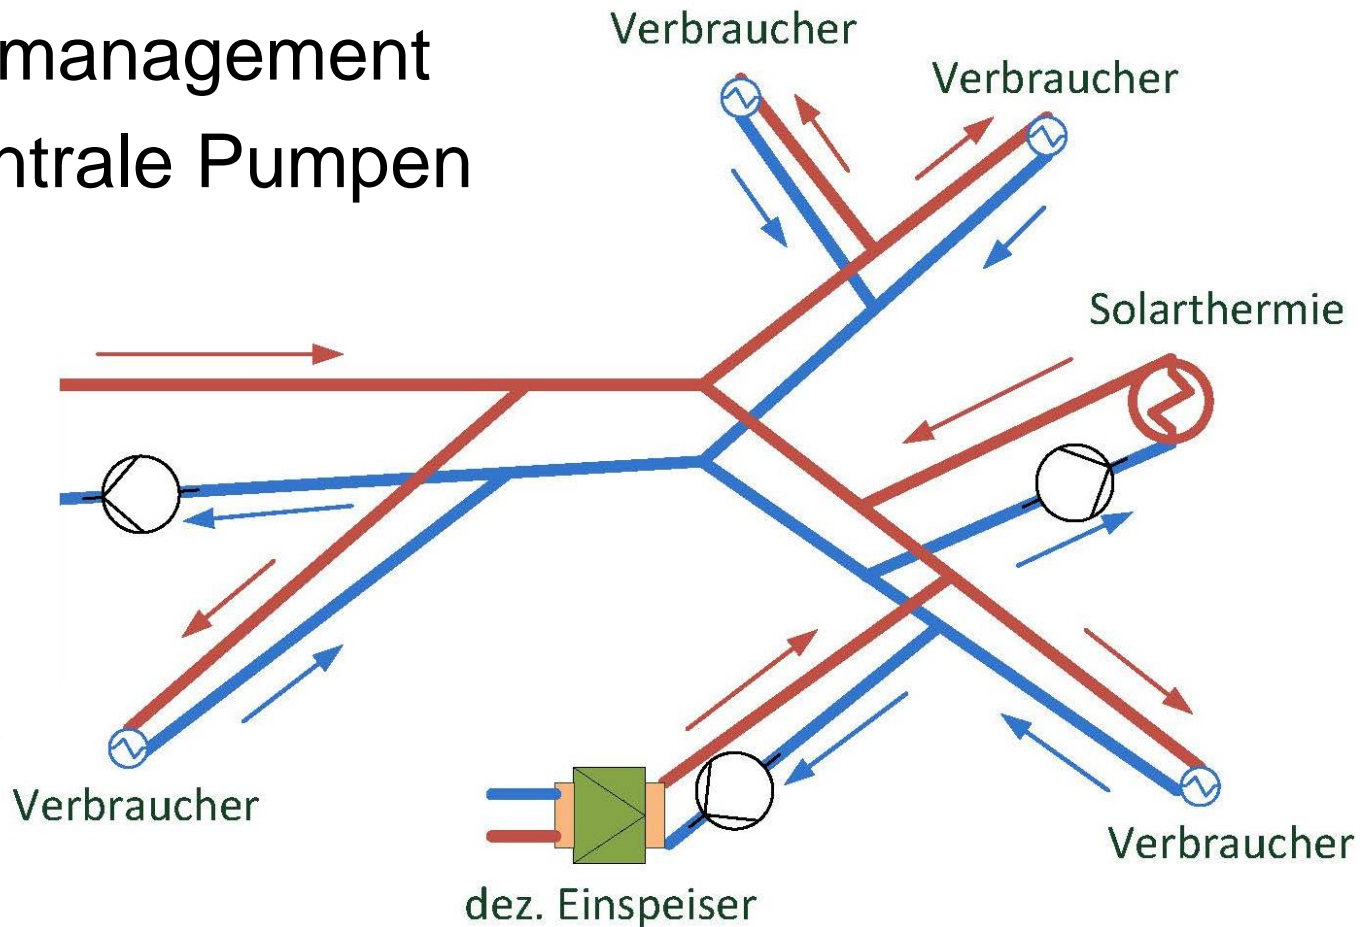 management
ntrale Pumpen
Verbraucher
Verbraucher
Solarthermie
Verbraucher
Verbraucher
dez. Einspeiser